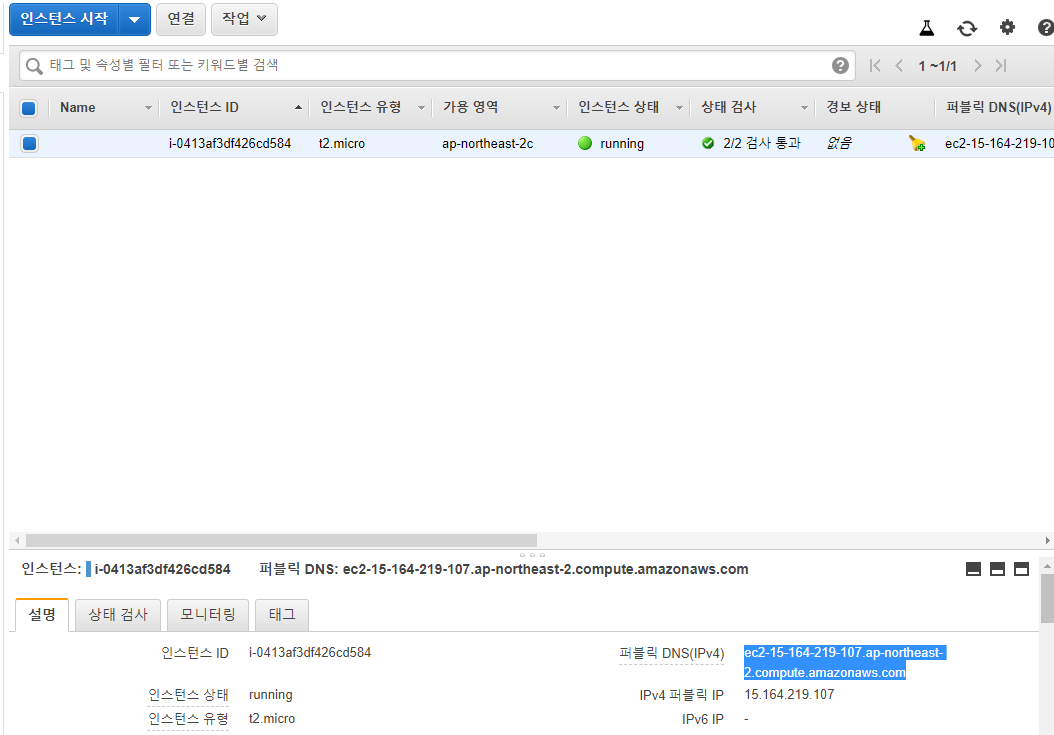 인스턴스 시작 연결 작업
태그 및 속성별 필터 또는 키워드별 검색 1 ~1/1
Name 인스턴스 ID 인스턴스 유형 가용 영역 인스턴스 상태 상태 검사 경보 상태 퍼블릭 DNS(IPv4)
i-0413af3df426cd584 t2.micro ap-northeast-2c running 2/2 검사 통과 없음 ec2-15-164-219-10
인스턴스: i-0413af3df426cd584 퍼블릭 DNS: ec2-15-164-219-107.ap-northeast-2.compute.amazonaws.com
설명 상태 검사 모니터링 태그
인스턴스 ID i-0413af3df426cd584 퍼블릭 DNS(IPv4) ec2-15-164-219-107.ap-northeast-
2.compute.amazonaws.com
인스턴스 상태 running IPv4 퍼블릭 IP 15.164.219.107
인스턴스 유형 t2.micro IPv6 IP -